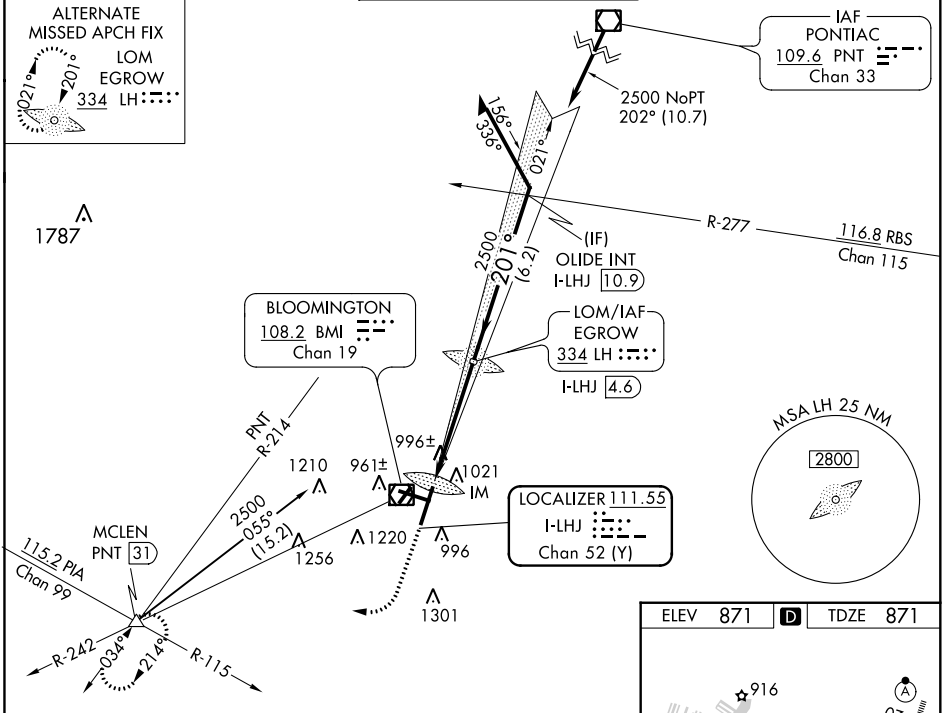 ALTERNATE
MISSED APCH FIX
LOM
EGROW
334 LH
021°
201°
IAF
PONTIAC
109.6 PNT
Chan 33
2500 NoPT
202° (10.7)
156°
336°
021°
1787
R-277
116.8 RBS
Chan 115
(IF)
OLIDE INT
I-LHJ 10.9
2500
201°
(6.2)
BLOOMINGTON
108.2 BMI
Chan 19
LOM/IAF
EGROW
334 LH
I-LHJ 4.6
MSA LH 25 NM
2800
PNT
R-214
996±
1210
961±
1021
IM
LOCALIZER 111.55
I-LHJ
Chan 52 (Y)
2500
055°
(15.2)
MCLEN
PNT 31
1256
1220
996
115.2 PIA
Chan 99
1301
R-242
034°
214°
R-115
ELEV 871 D TDZE 871
916
A